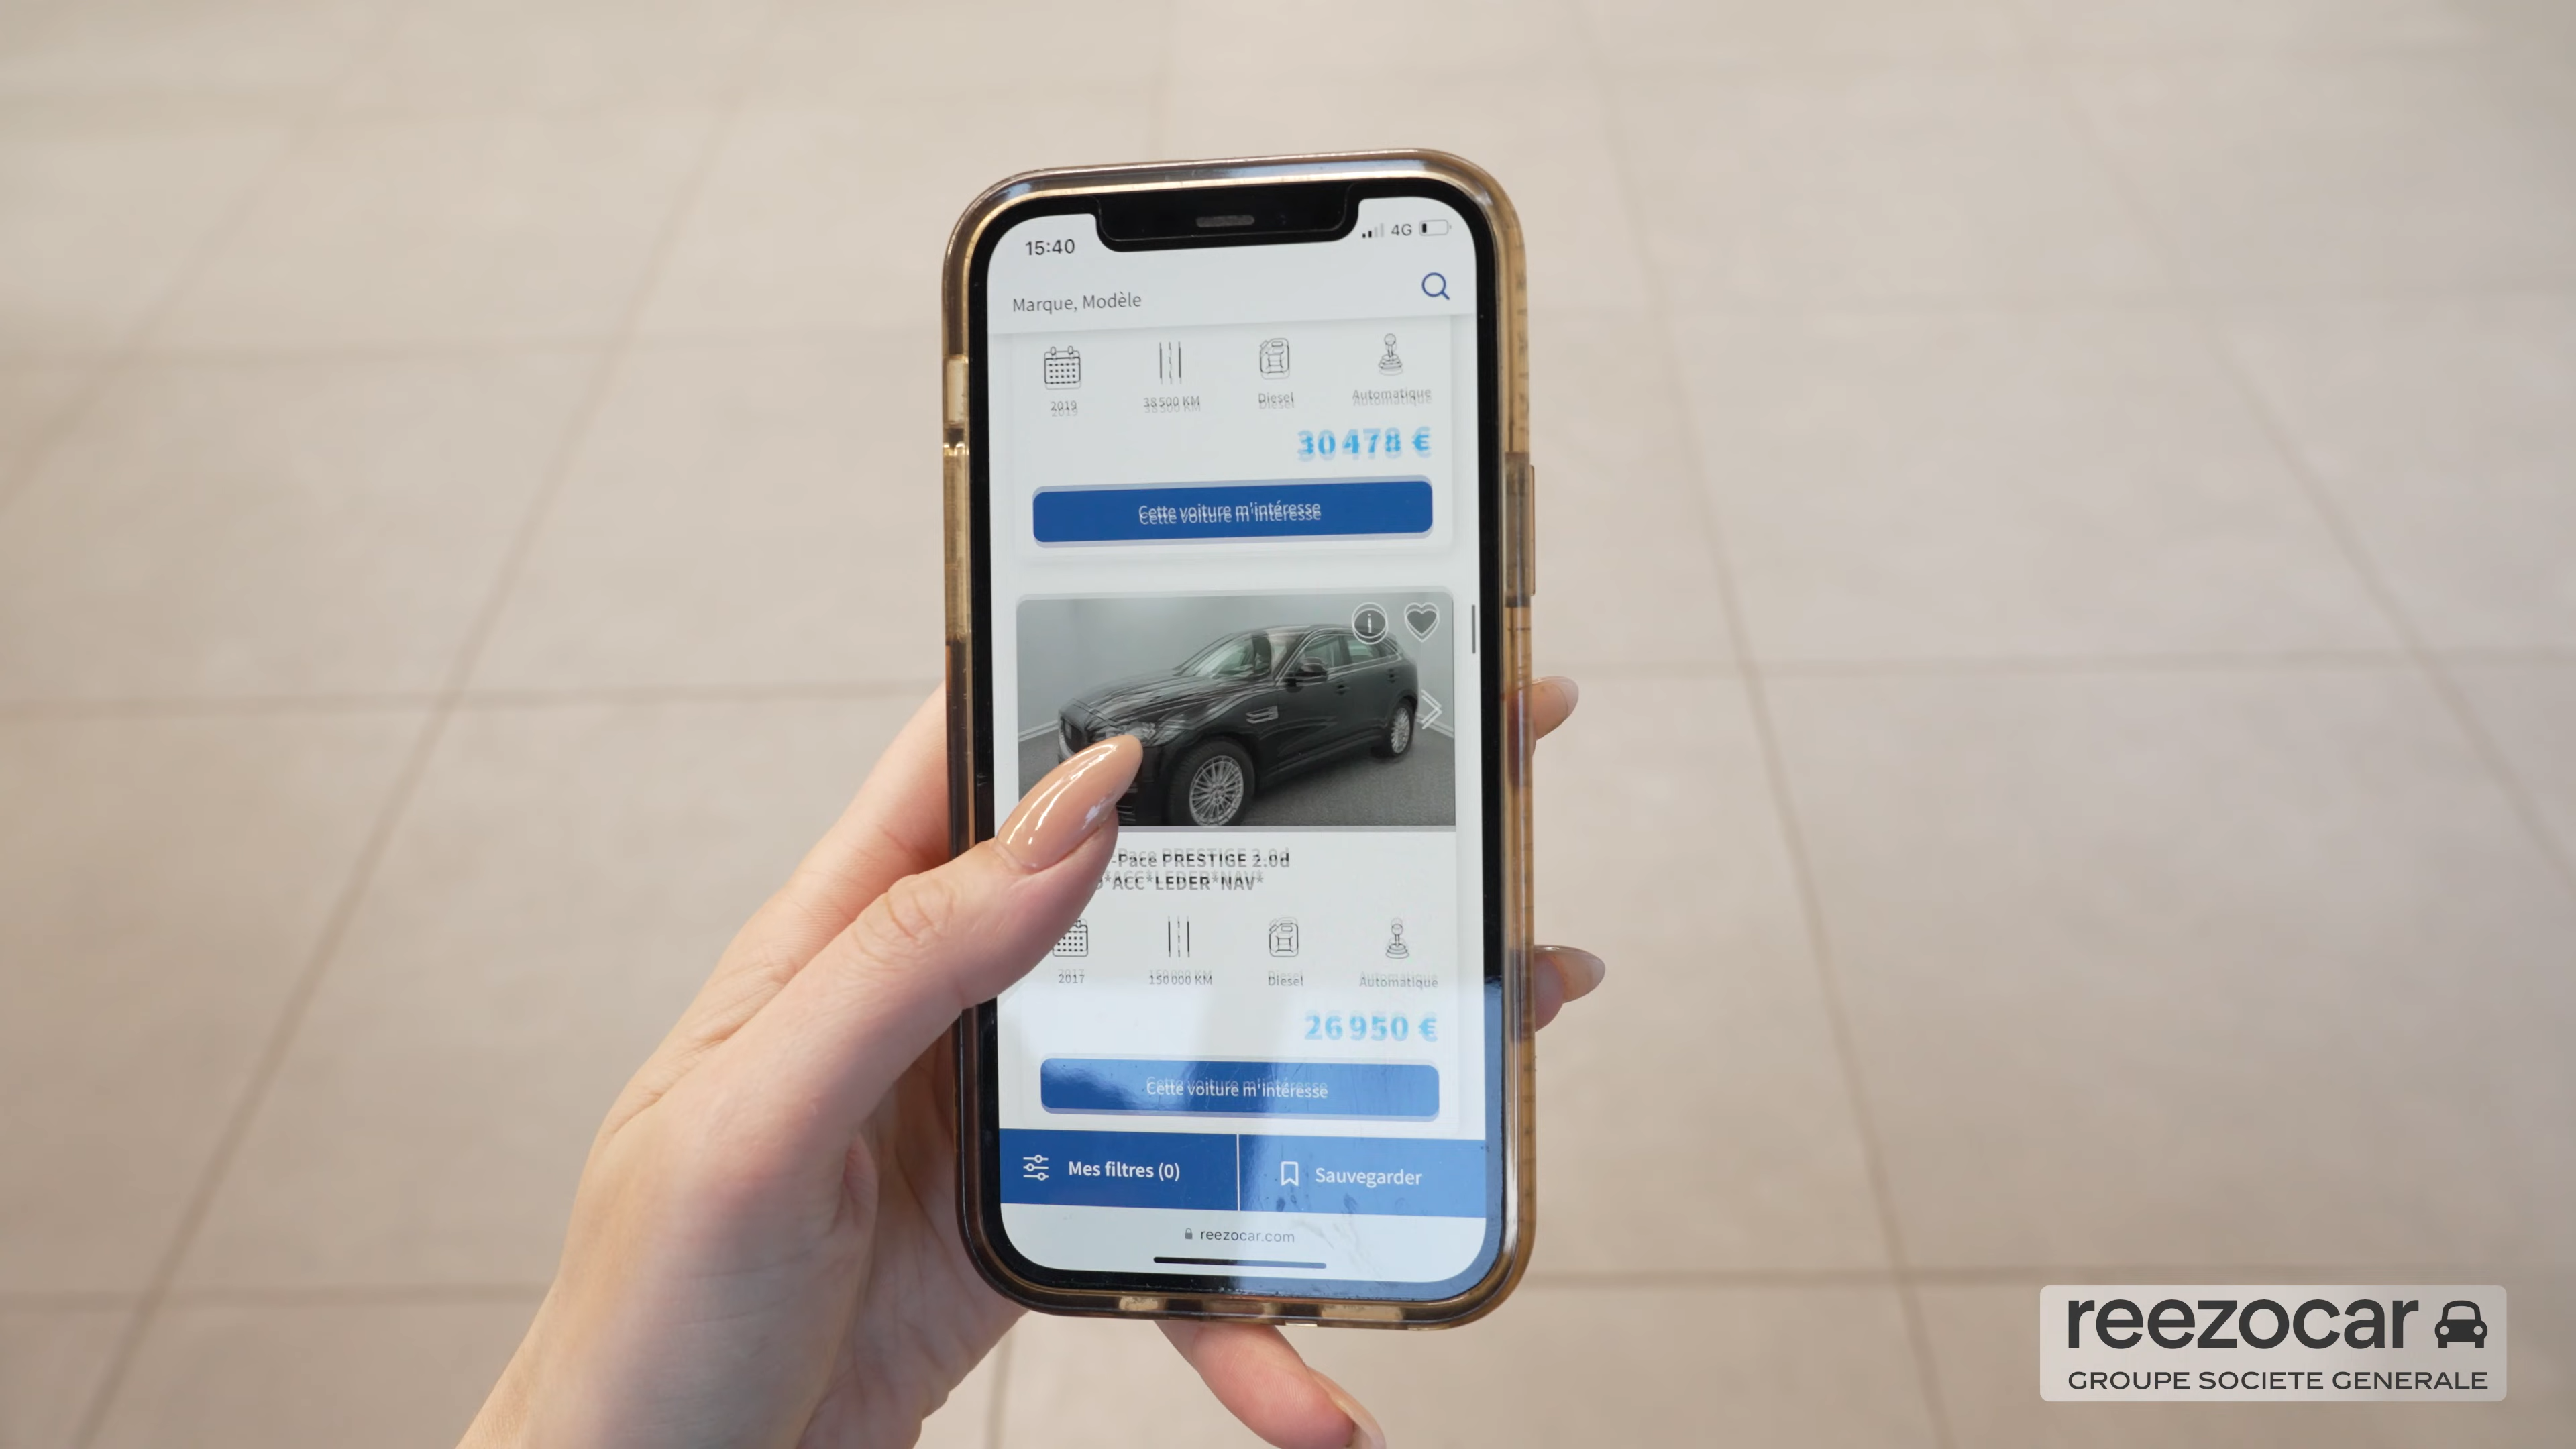 15:40
4G
Marque, Modèle
2019
38 500 KM
Diesel
Automatique
30 478 €
Cette voiture m'intéresse
-Pace PRESTIGE 2.0d
*ACC*LEDER*NAV*
2017
150 000 KM
Diesel
Automatique
26 950 €
Cette voiture m'intéresse
Mes filtres (0)
Sauvegarder
reezocar.com
reezocar
GROUPE SOCIETE GENERALE